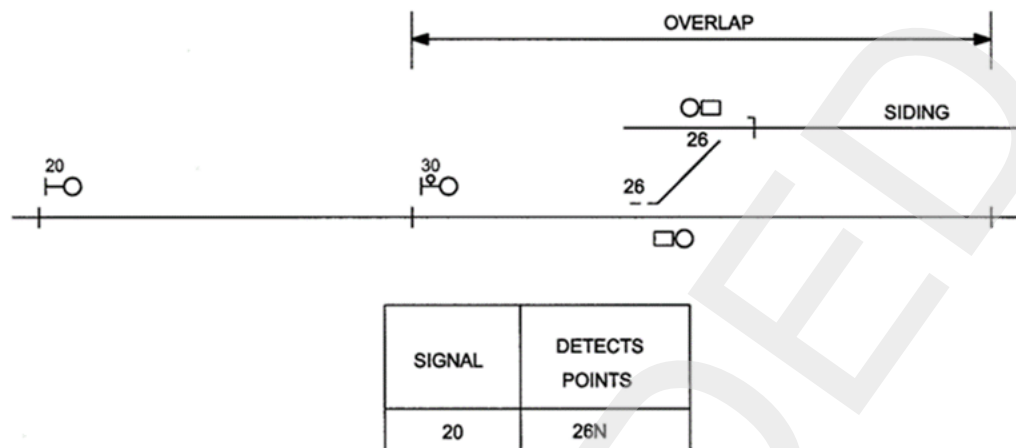 OVERLAP
SIDING
26
20
30
26
SIGNAL
DETECTS
POINTS
20
26N